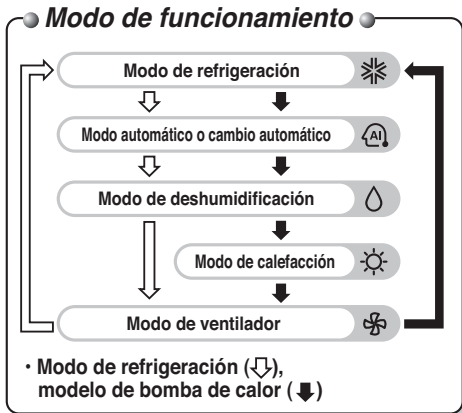 Modo de funcionamiento
Modo de refrigeración
Modo automático o cambio automático
AI
Modo de deshumidificación
Modo de calefacción
Modo de ventilador
· Modo de refrigeración (⇩),
modelo de bomba de calor (⬇)